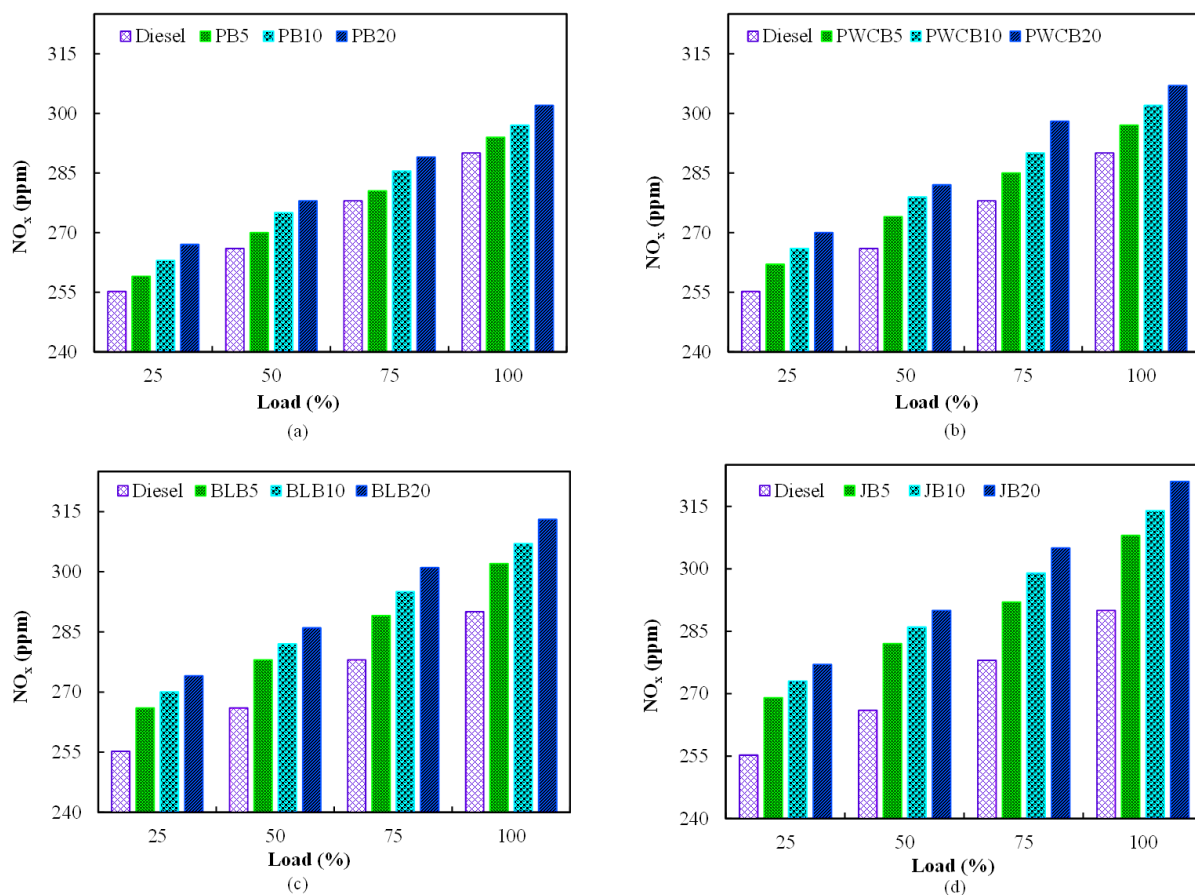 Diesel PB5 PB10 PB20
315
300
285
270
255
240
NOx (ppm)
25 50 75 100
Load (%)
(a)
Diesel PWCB5 PWCB10 PWCB20
315
300
285
270
255
240
NOx (ppm)
25 50 75 100
Load (%)
(b)
Diesel BLB5 BLB10 BLB20
315
300
285
270
255
240
NOx (ppm)
25 50 75 100
Load (%)
(c)
Diesel JB5 JB10 JB20
315
300
285
270
255
240
NOx (ppm)
25 50 75 100
Load (%)
(d)